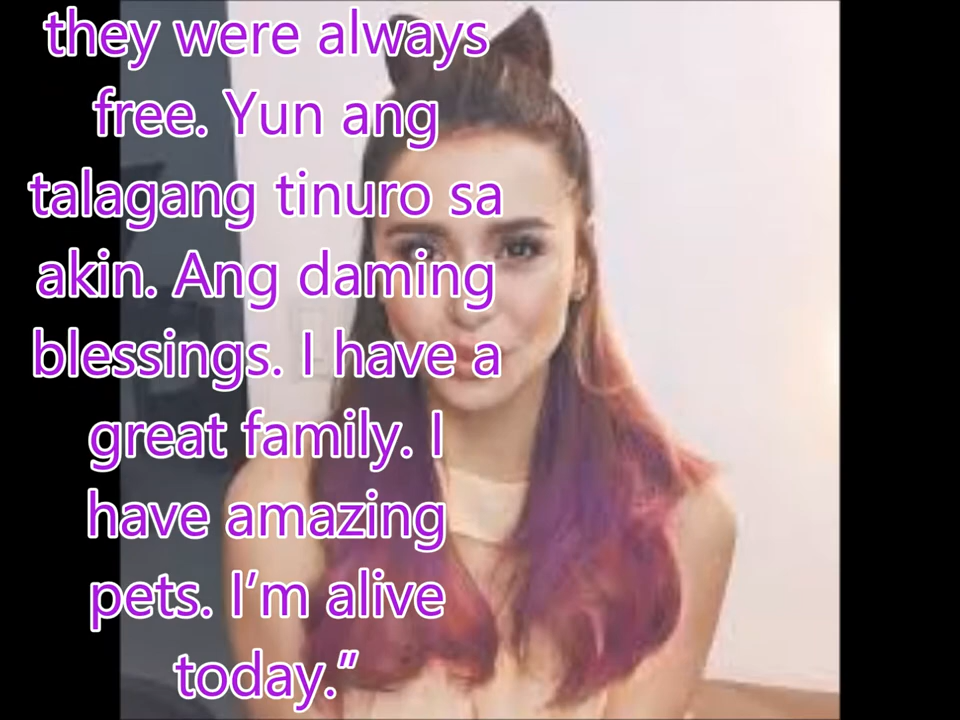 they were always
free. Yun ang
talagang tinuro sa
akin. Ang daming
blessings. I have a
great family. I
have amazing
pets. I’m alive
today.”